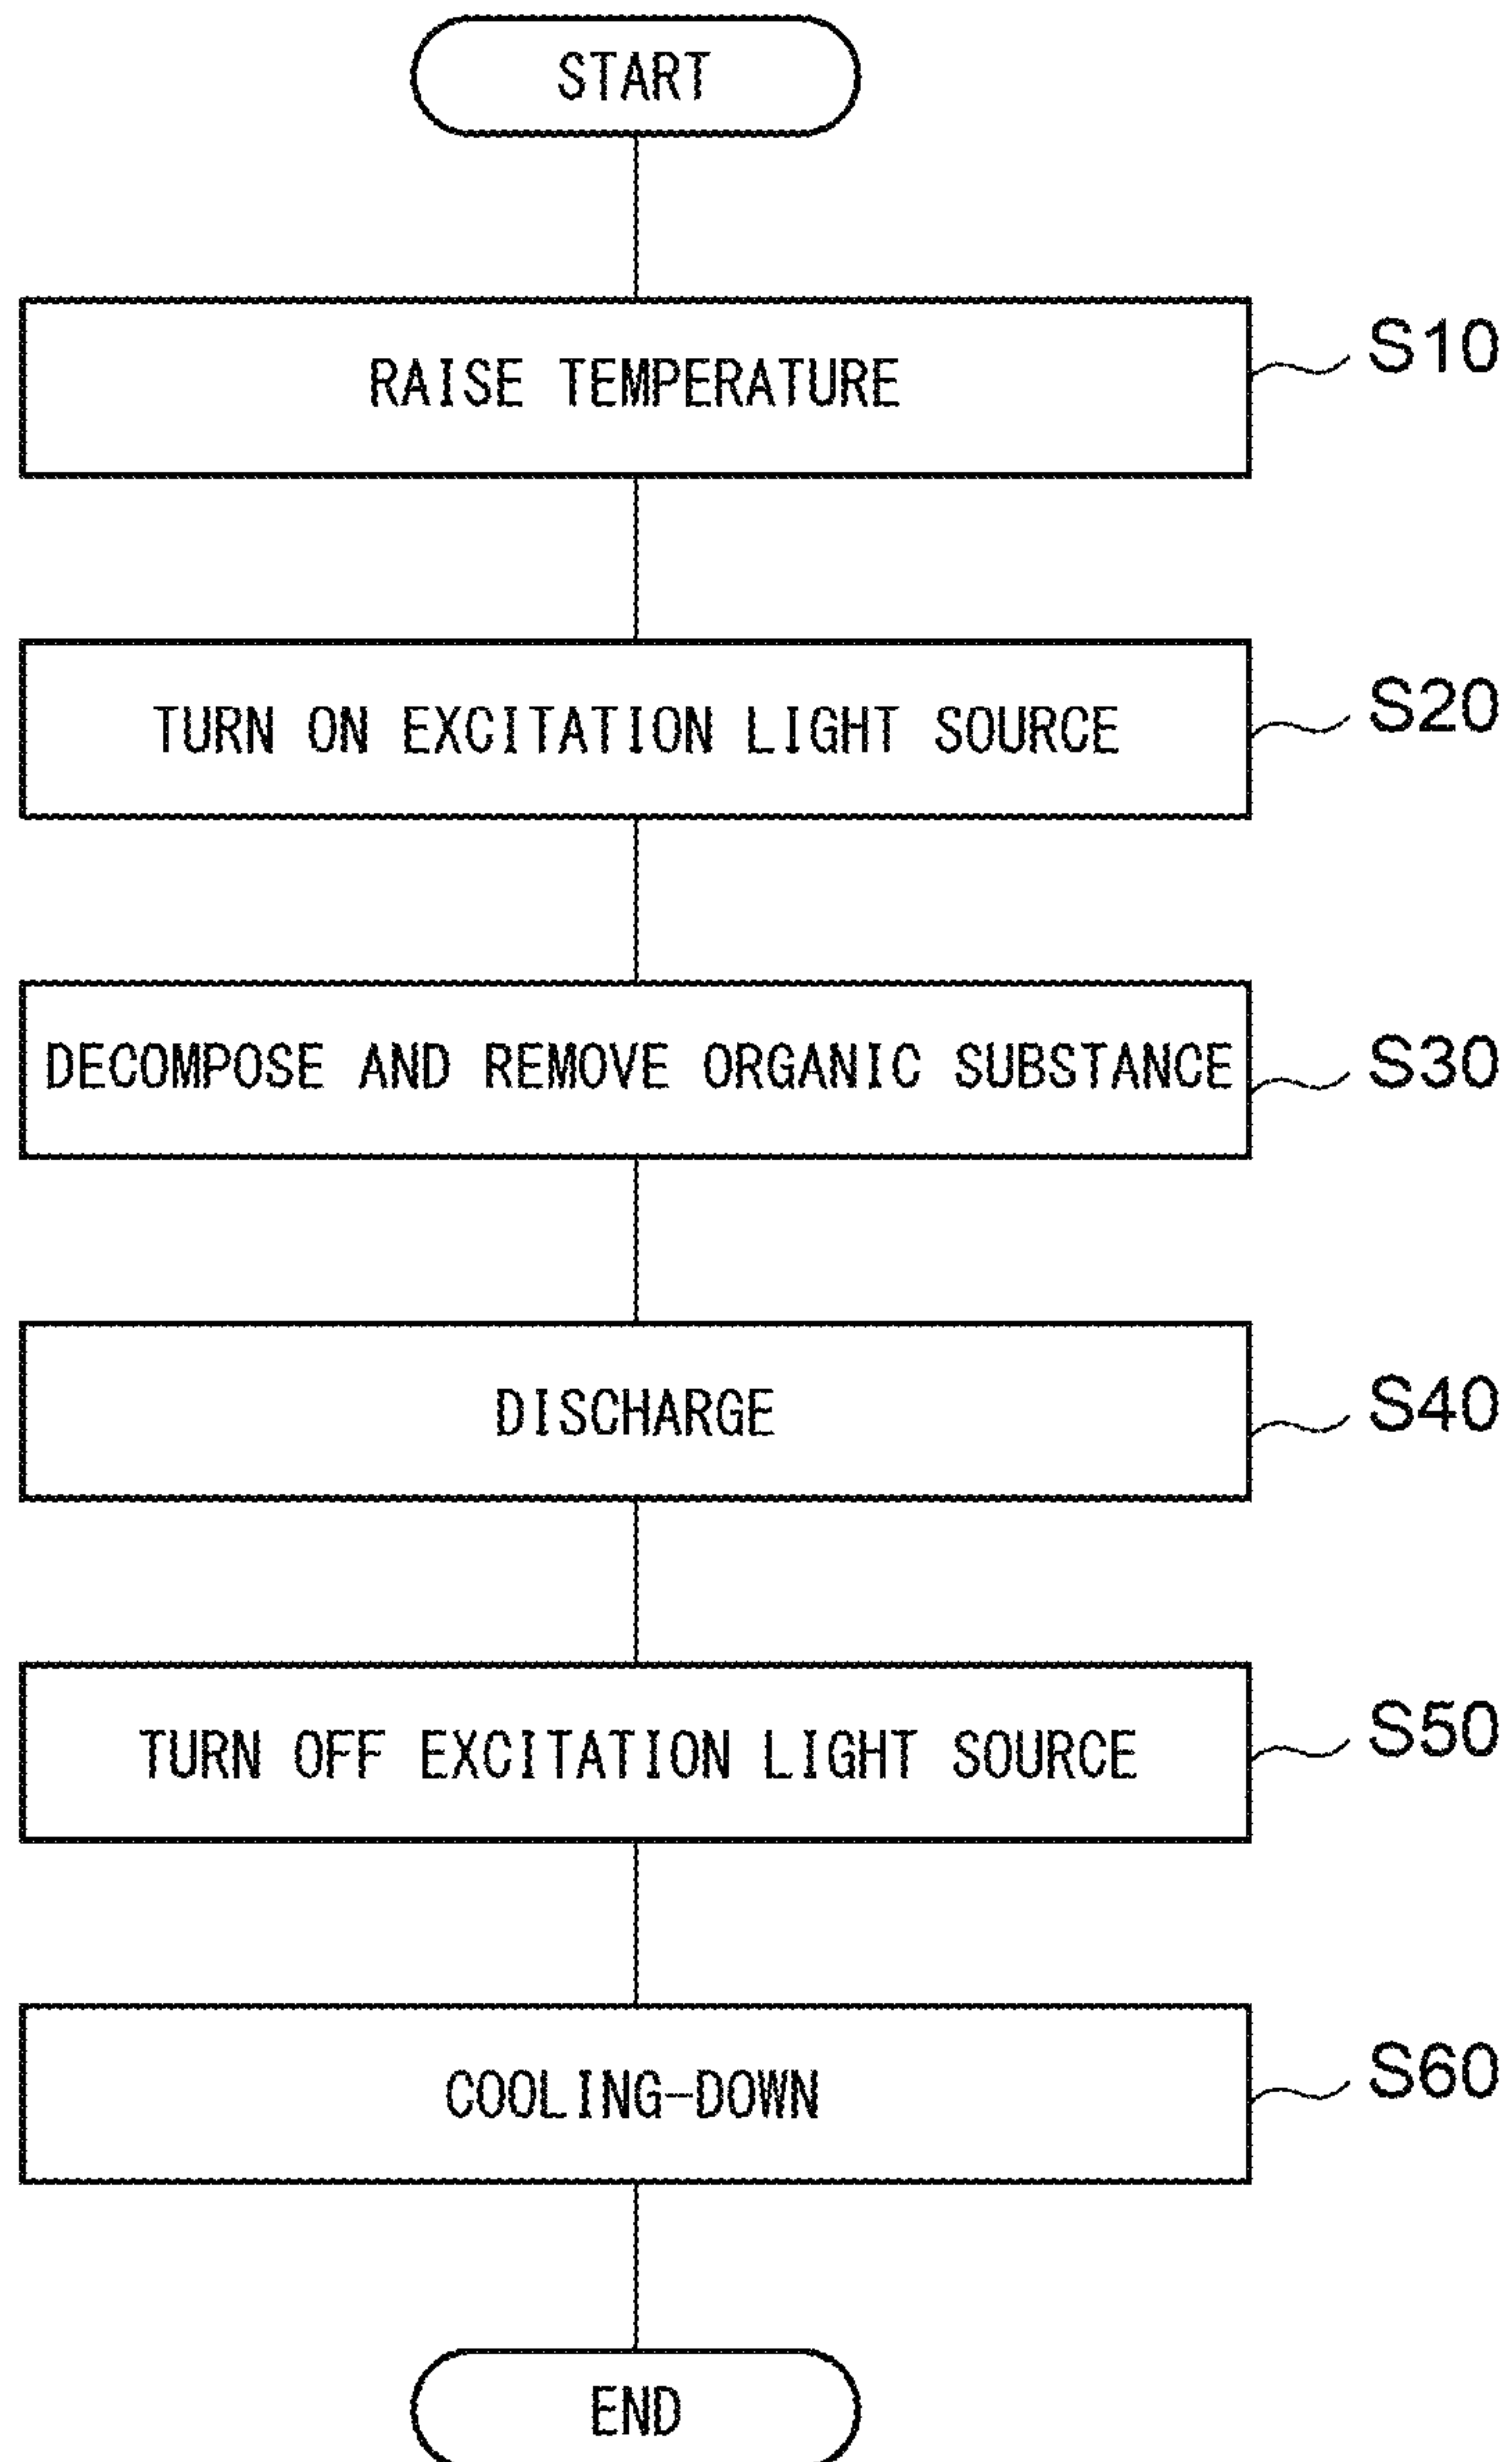 START
RAISE TEMPERATURE
S10
TURN ON EXCITATION LIGHT SOURCE
S20
DECOMPOSE AND REMOVE ORGANIC SUBSTANCE
S30
DISCHARGE
S40
TURN OFF EXCITATION LIGHT SOURCE
S50
COOLING-DOWN
S60
END